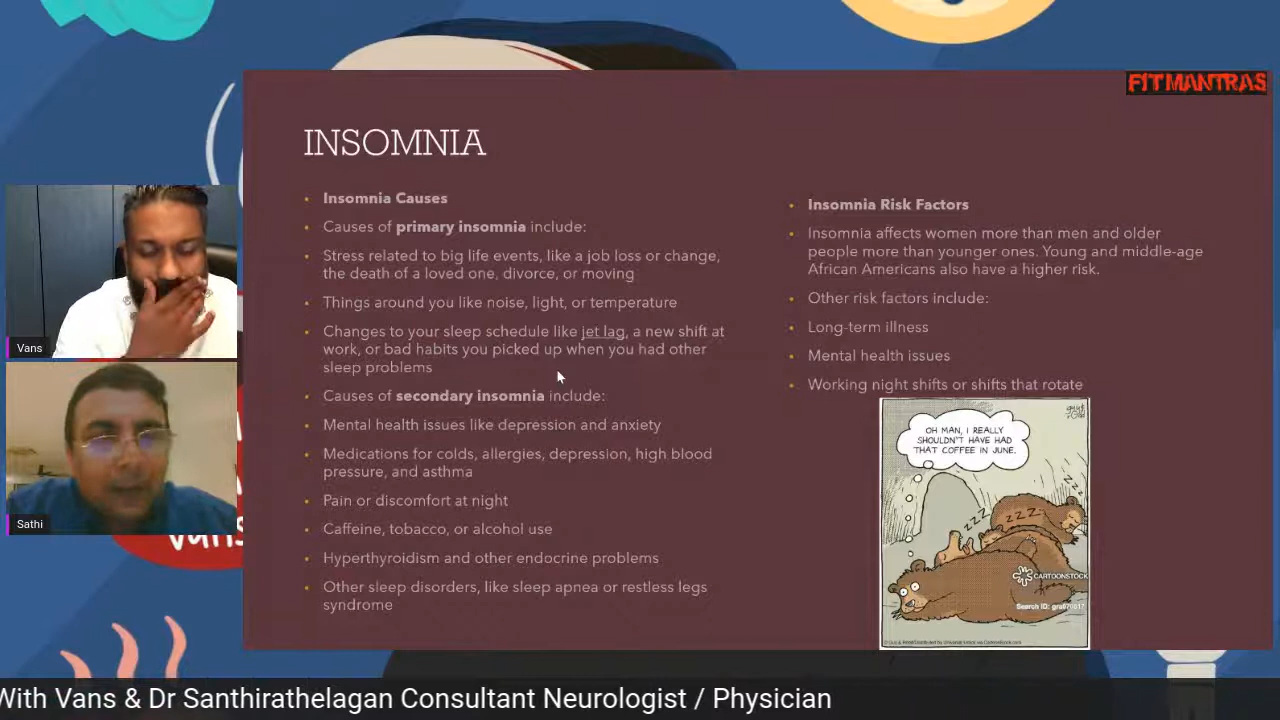 FITMANTRAS
INSOMNIA
Insomnia Causes
Causes of primary insomnia include:
Stress related to big life events, like a job loss or change,
the death of a loved one, divorce, or moving
Things around you like noise, light, or temperature
Changes to your sleep schedule like jet lag, a new shift at
work, or bad habits you picked up when you had other
sleep problems
Causes of secondary insomnia include:
Mental health issues like depression and anxiety
Medications for colds, allergies, depression, high blood
pressure, and asthma
Pain or discomfort at night
Caffeine, tobacco, or alcohol use
Hyperthyroidism and other endocrine problems
Other sleep disorders, like sleep apnea or restless legs
syndrome
Insomnia Risk Factors
Insomnia affects women more than men and older
people more than younger ones. Young and middle-age
African Americans also have a higher risk.
Other risk factors include:
Long-term illness
Mental health issues
Working night shifts or shifts that rotate
OH MAN, I REALLY
SHOULDN'T HAVE HAD
THAT COFFEE IN JUNE.
ZZZ
ZZZ
ZZZ
CARTOONSTOCK
Search ID:
Vans
Sathi
Vans
With Vans & Dr Santhirathelagan Consultant Neurologist / Physician